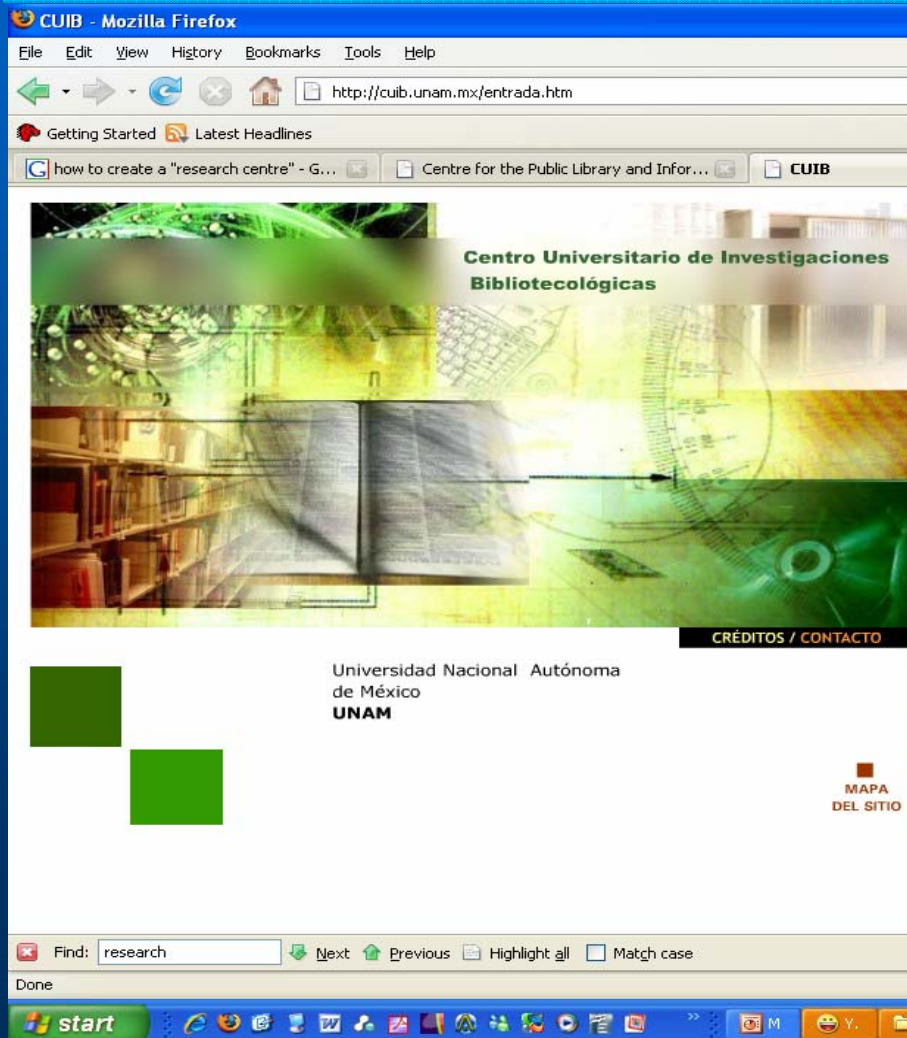 CUIB - Mozilla Firefox
File Edit View History Bookmarks Tools Help
http://cuib.unam.mx/entrada.htm
Getting Started Latest Headlines
how to create a "research centre" - G... Centre for the Public Library and Infor... CUIB
Centro Universitario de Investigaciones
Bibliotecológicas
CRÉDITOS / CONTACTO
Universidad Nacional Autónoma
de México
UNAM
MAPA
DEL SITIO
Find: research Next Previous Highlight all Match case
Done
start M Y.